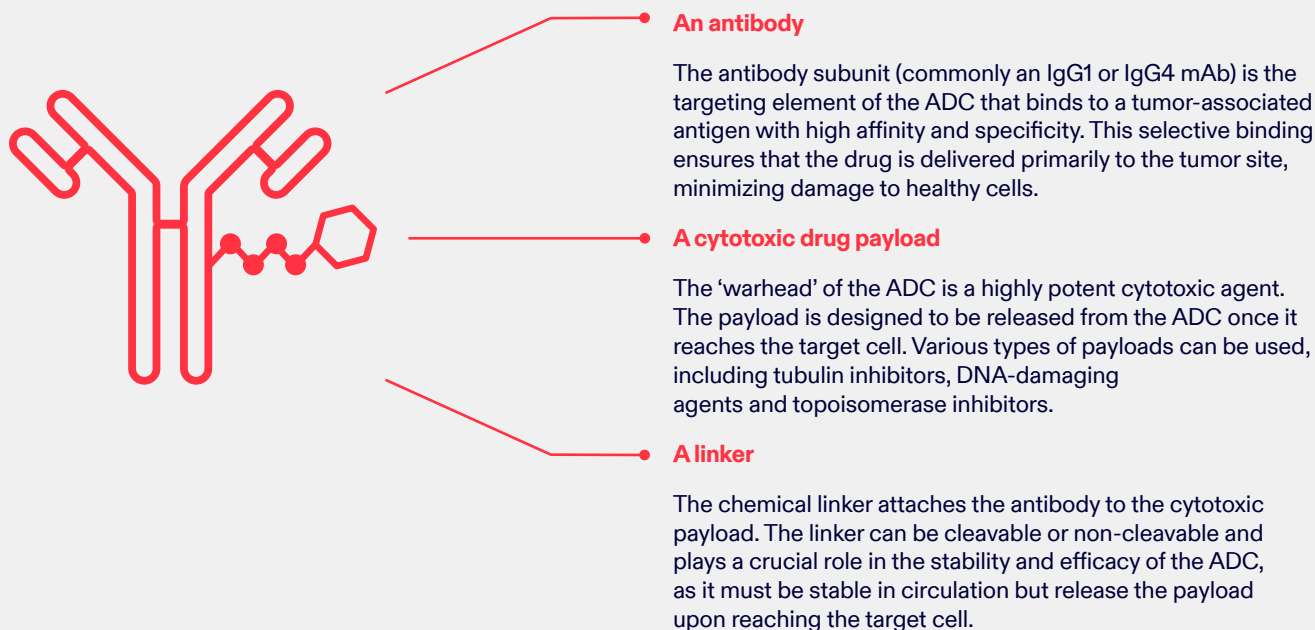 An antibody
The antibody subunit (commonly an IgG1 or IgG4 mAb) is the
targeting element of the ADC that binds to a tumor-associated
antigen with high affinity and specificity. This selective binding
ensures that the drug is delivered primarily to the tumor site,
minimizing damage to healthy cells.
A cytotoxic drug payload
The ‘warhead’ of the ADC is a highly potent cytotoxic agent.
The payload is designed to be released from the ADC once it
reaches the target cell. Various types of payloads can be used,
including tubulin inhibitors, DNA-damaging
agents and topoisomerase inhibitors.
A linker
The chemical linker attaches the antibody to the cytotoxic
payload. The linker can be cleavable or non-cleavable and
plays a crucial role in the stability and efficacy of the ADC,
as it must be stable in circulation but release the payload
upon reaching the target cell.